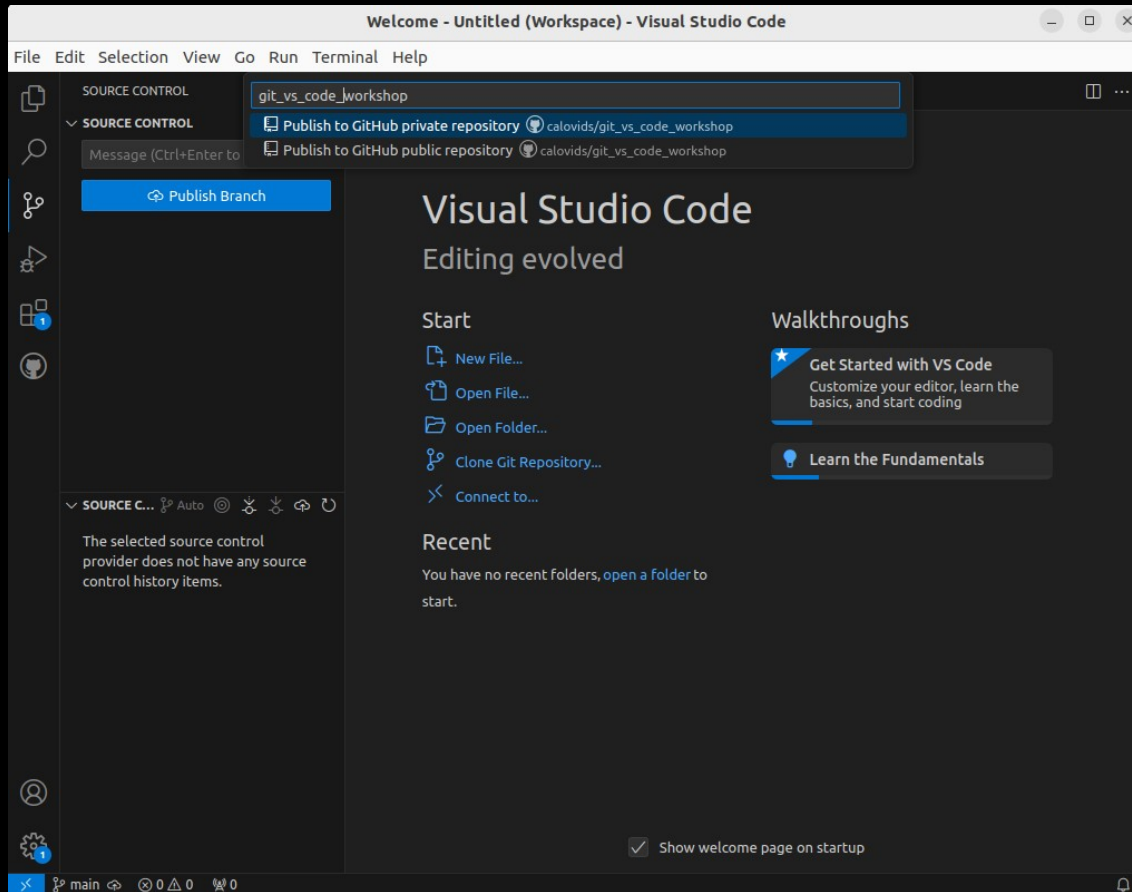 Welcome - Untitled (Workspace) - Visual Studio Code
File Edit Selection View Go Run Terminal Help
SOURCE CONTROL
git_vs_code_workshop
SOURCE CONTROL
Publish to GitHub private repository calovids/git_vs_code_workshop
Message (Ctrl+Enter to
Publish to GitHub public repository calovids/git_vs_code_workshop
Publish Branch
Visual Studio Code
Editing evolved
Start
New File...
Open File...
Open Folder...
Clone Git Repository...
Connect to...
Walkthroughs
Get Started with VS Code
Customize your editor, learn the
basics, and start coding
Learn the Fundamentals
1
SOURCE C... Auto
The selected source control
provider does not have any source
control history items.
Recent
You have no recent folders, open a folder to
start.
1
Show welcome page on startup
main 0 0 0